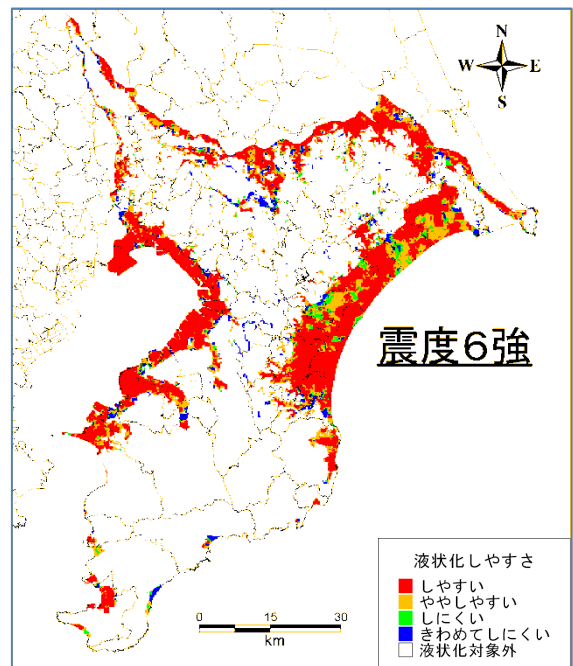 N
W E
S
震度6強
液状化しやすさ
しやすい
ややしやすい
しにくい
きわめてしにくい
液状化対象外
0 15 30
km